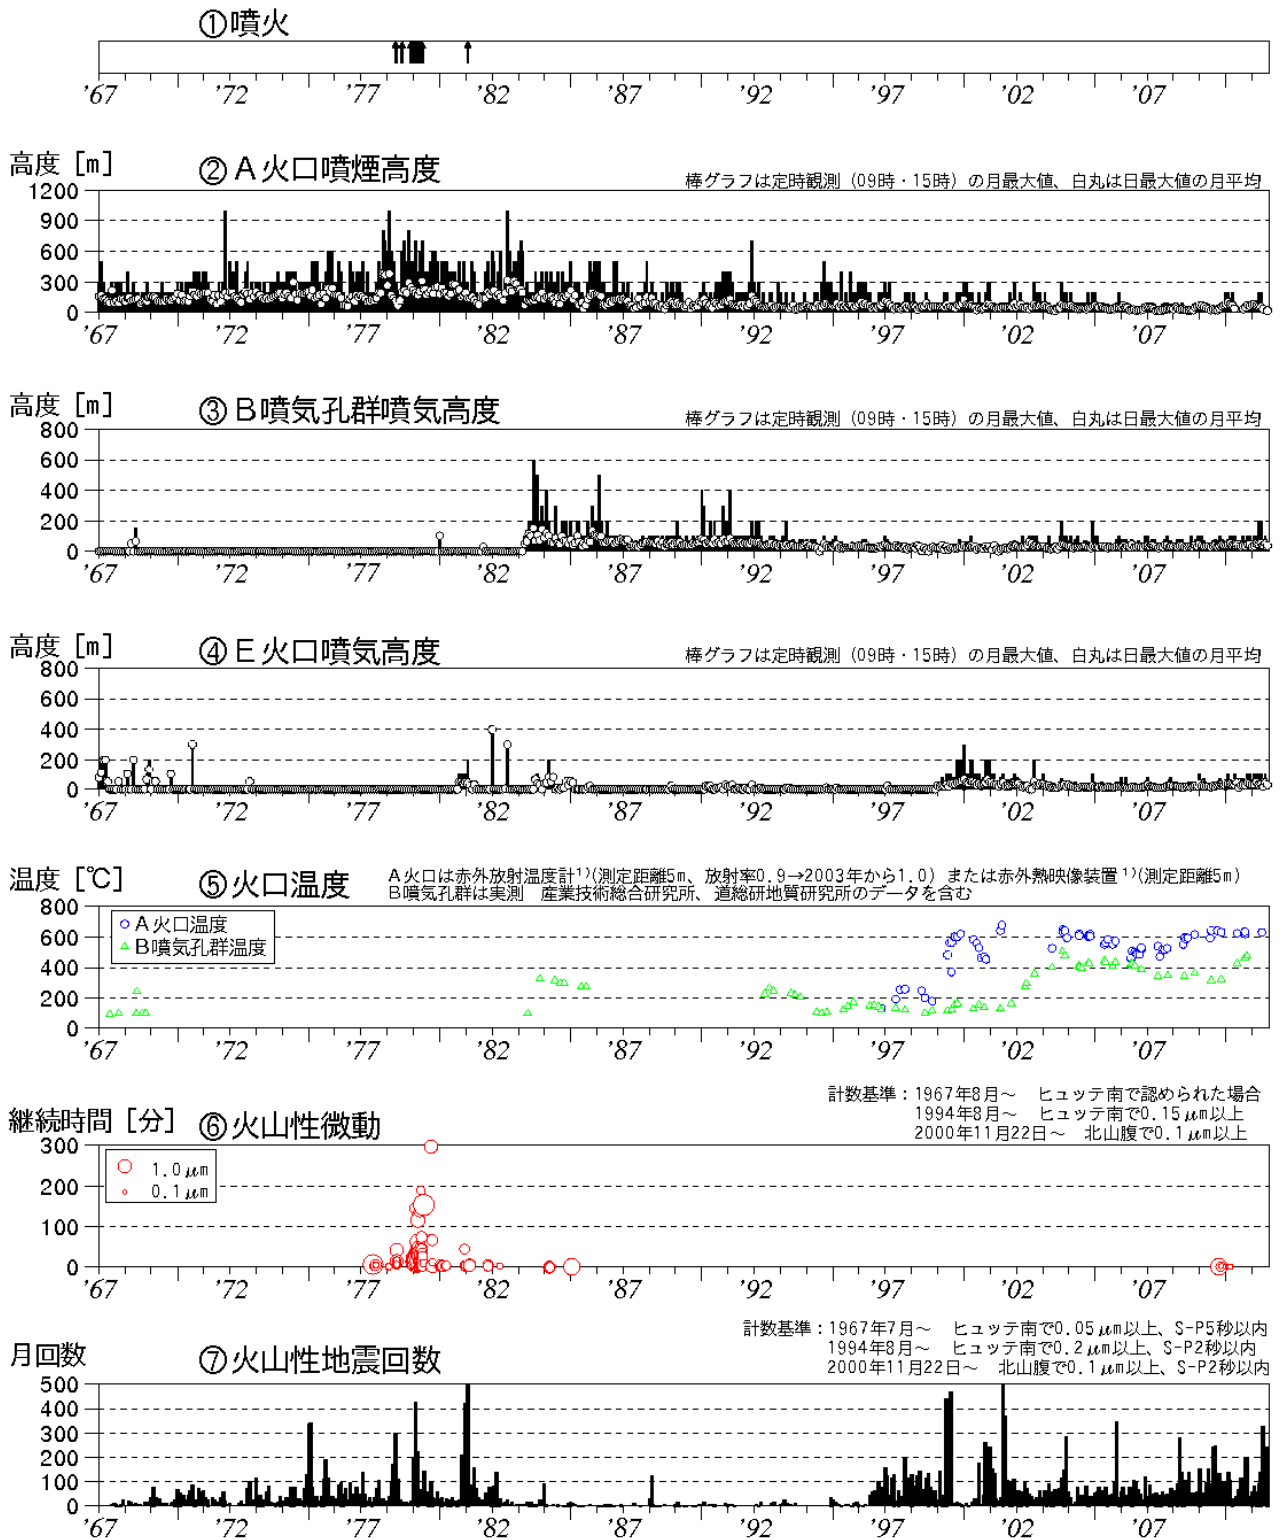 ①噴火
'67 '72 '77 '82 '87 '92 '97 '02 '07
高度 [m] ②A火口噴煙高度
棒グラフは定時観測 (09時・15時) の月最大値、白丸は日最大値の月平均
1200
900
600
300
0
'67 '72 '77 '82 '87 '92 '97 '02 '07
高度 [m] ③B噴気孔群噴気高度
棒グラフは定時観測 (09時・15時) の月最大値、白丸は日最大値の月平均
800
600
400
200
0
'67 '72 '77 '82 '87 '92 '97 '02 '07
高度 [m] ④E火口噴気高度
棒グラフは定時観測 (09時・15時) の月最大値、白丸は日最大値の月平均
800
600
400
200
0
'67 '72 '77 '82 '87 '92 '97 '02 '07
温度 [℃] ⑤火口温度
A火口は赤外放射温度計¹⁾(測定距離5m、放射率0.9→2003年から1.0) または赤外熱映像装置¹⁾(測定距離5m)
B噴気孔群は実測 産業技術総合研究所、道総研地質研究所のデータを含む
A火口温度
B噴気孔群温度
800
600
400
200
0
'67 '72 '77 '82 '87 '92 '97 '02 '07
計数基準：1967年8月～ ヒュッテ南で認められた場合
1994年8月～ ヒュッテ南で0.15μm以上
2000年11月22日～ 北山腹で0.1μm以上
継続時間 [分] ⑥火山性微動
1.0μm
0.1μm
300
200
100
0
'67 '72 '77 '82 '87 '92 '97 '02 '07
計数基準：1967年7月～ ヒュッテ南で0.05μm以上、S-P5秒以内
1994年8月～ ヒュッテ南で0.2μm以上、S-P2秒以内
2000年11月22日～ 北山腹で0.1μm以上、S-P2秒以内
月回数 ⑦火山性地震回数
500
400
300
200
100
0
'67 '72 '77 '82 '87 '92 '97 '02 '07